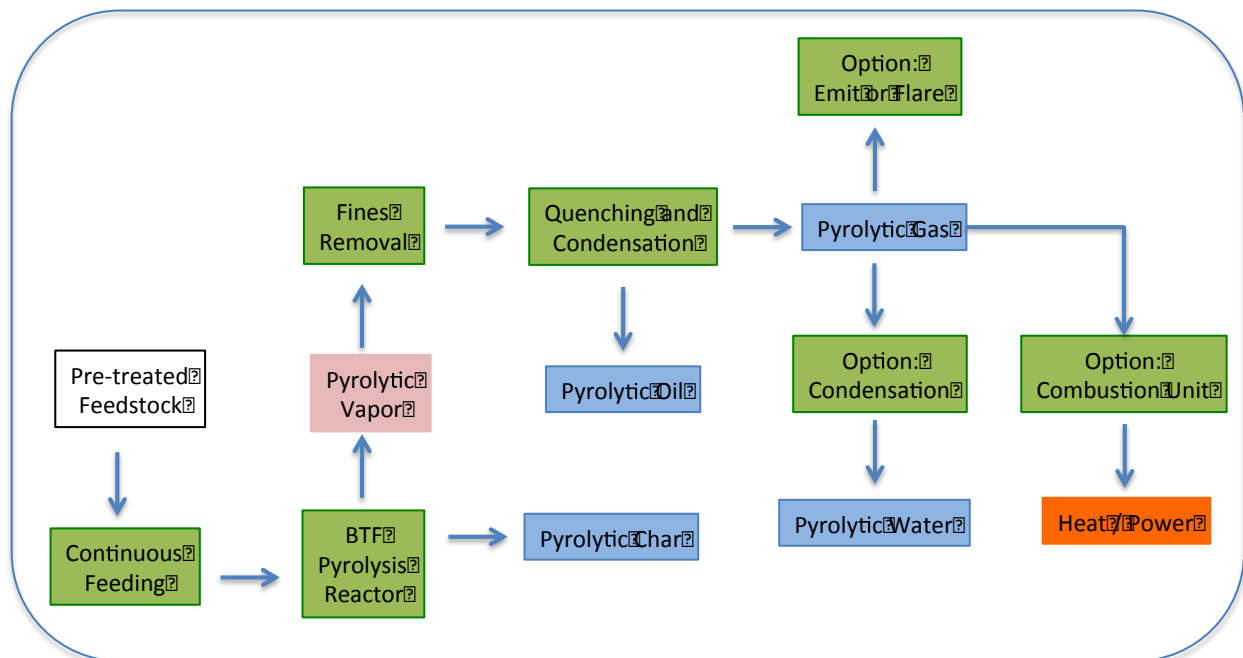 Option:
Emit or Flare
Fines
Removal
Quenching and
Condensation
Pyrolytic Gas
Pre-treated
Feedstock
Pyrolytic
Vapor
Pyrolytic Oil
Option:
Condensation
Option:
Combustion Unit
Continuous
Feeding
BTF
Pyrolysis
Reactor
Pyrolytic Char
Pyrolytic Water
Heat / Power